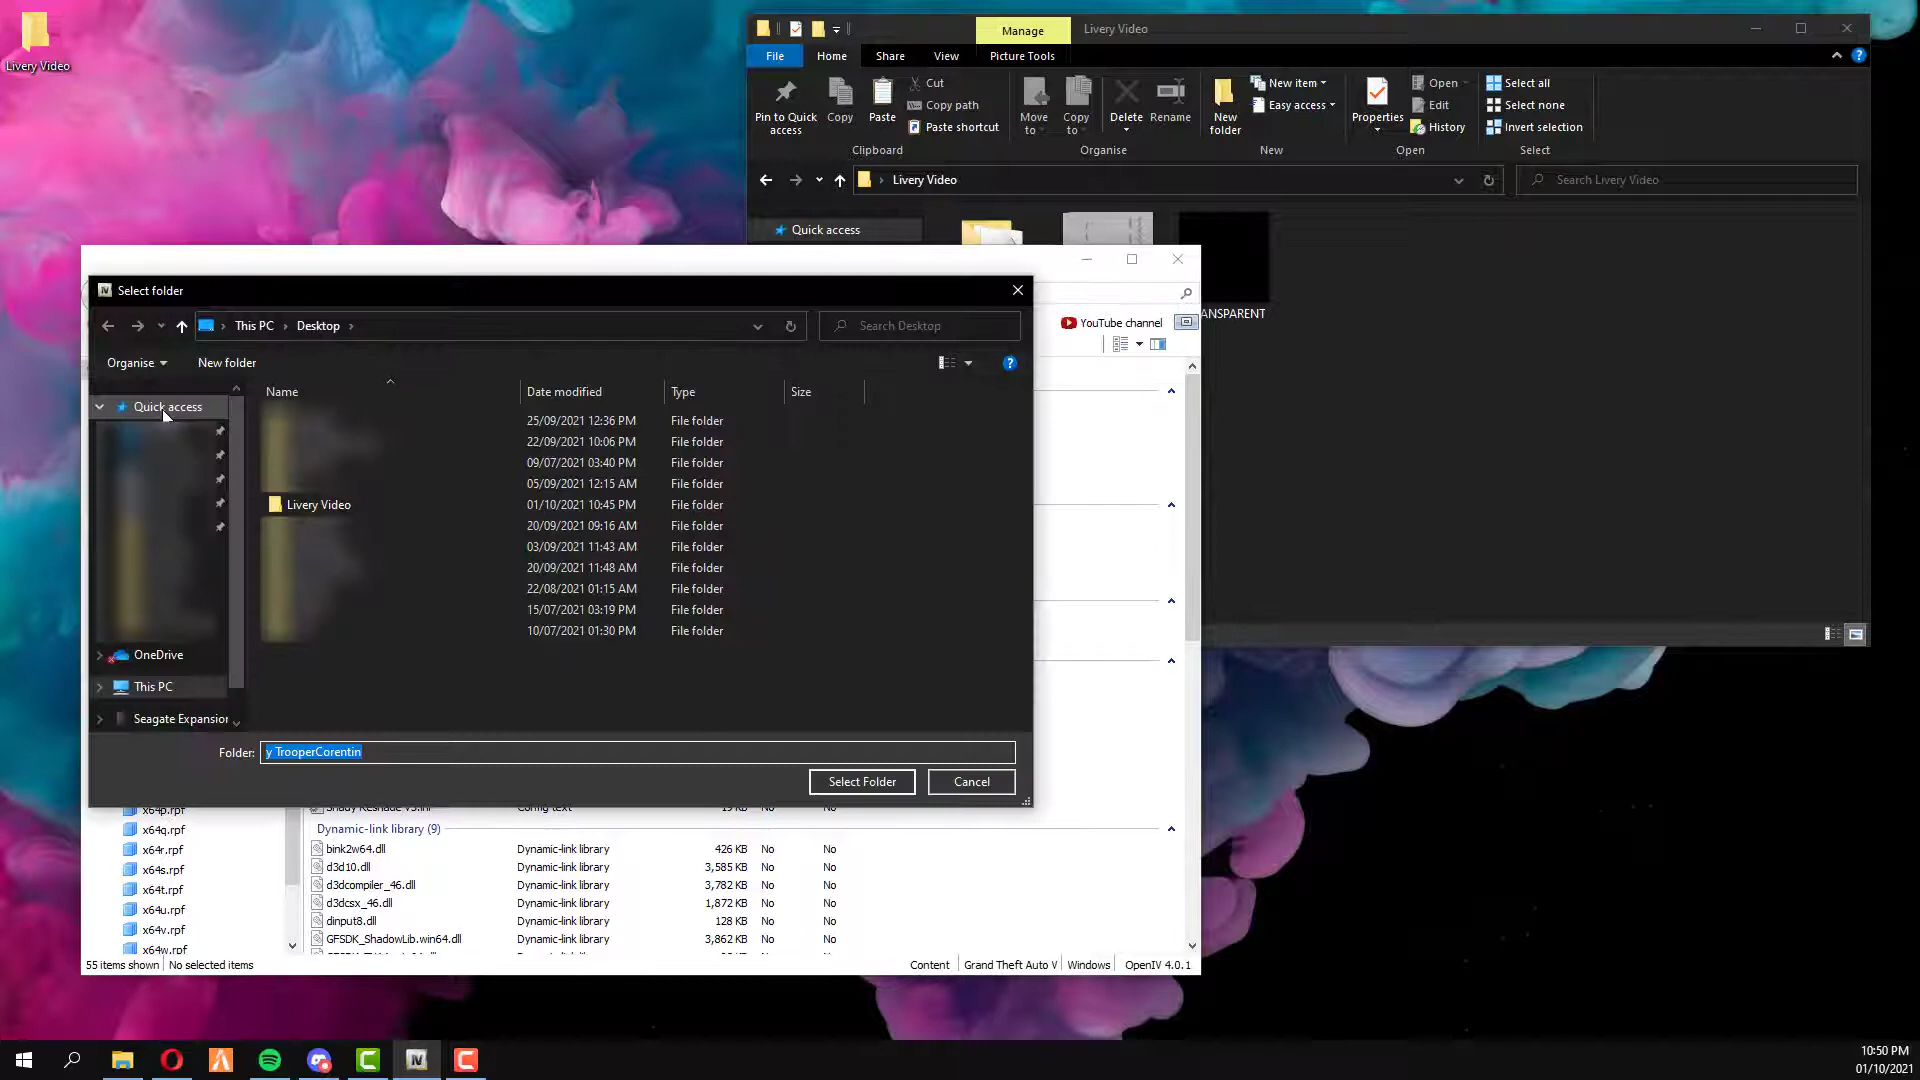 Livery Video
Manage
Livery Video
File
Home
Share
View
Picture Tools
Pin to Quick access
Copy
Paste
Cut
Copy path
Paste shortcut
Move to
Copy to
Delete
Rename
New folder
New item
Easy access
Properties
Open
Edit
History
Select all
Select none
Invert selection
Clipboard
Organise
New
Open
Select
Livery Video
Search Livery Video
Quick access
ANSPARENT
Select folder
This PC
Desktop
Search Desktop
YouTube channel
Organise
New folder
Name
Date modified
Type
Size
Quick access
25/09/2021 12:36 PM File folder
22/09/2021 10:06 PM File folder
09/07/2021 03:40 PM File folder
05/09/2021 12:15 AM File folder
Livery Video 01/10/2021 10:45 PM File folder
20/09/2021 09:16 AM File folder
03/09/2021 11:43 AM File folder
20/09/2021 11:48 AM File folder
22/08/2021 01:15 AM File folder
15/07/2021 03:19 PM File folder
10/07/2021 01:30 PM File folder
OneDrive
This PC
Seagate Expansion
Folder: y TrooperCorentin
Select Folder
Cancel
x64p.rpf
x64q.rpf
x64r.rpf
x64s.rpf
x64t.rpf
x64u.rpf
x64v.rpf
x64w.rpf
Dynamic-link library (9)
bink2w64.dll Dynamic-link library 426 KB No No
d3d10.dll Dynamic-link library 3,585 KB No No
d3dcompiler_46.dll Dynamic-link library 3,782 KB No No
d3dcsx_46.dll Dynamic-link library 1,872 KB No No
dinput8.dll Dynamic-link library 128 KB No No
GFSDK_ShadowLib.win64.dll Dynamic-link library 3,862 KB No No
55 items shown
No selected items
Content
Grand Theft Auto V
Windows
OpenIV 4.0.1
10:50 PM
01/10/2021